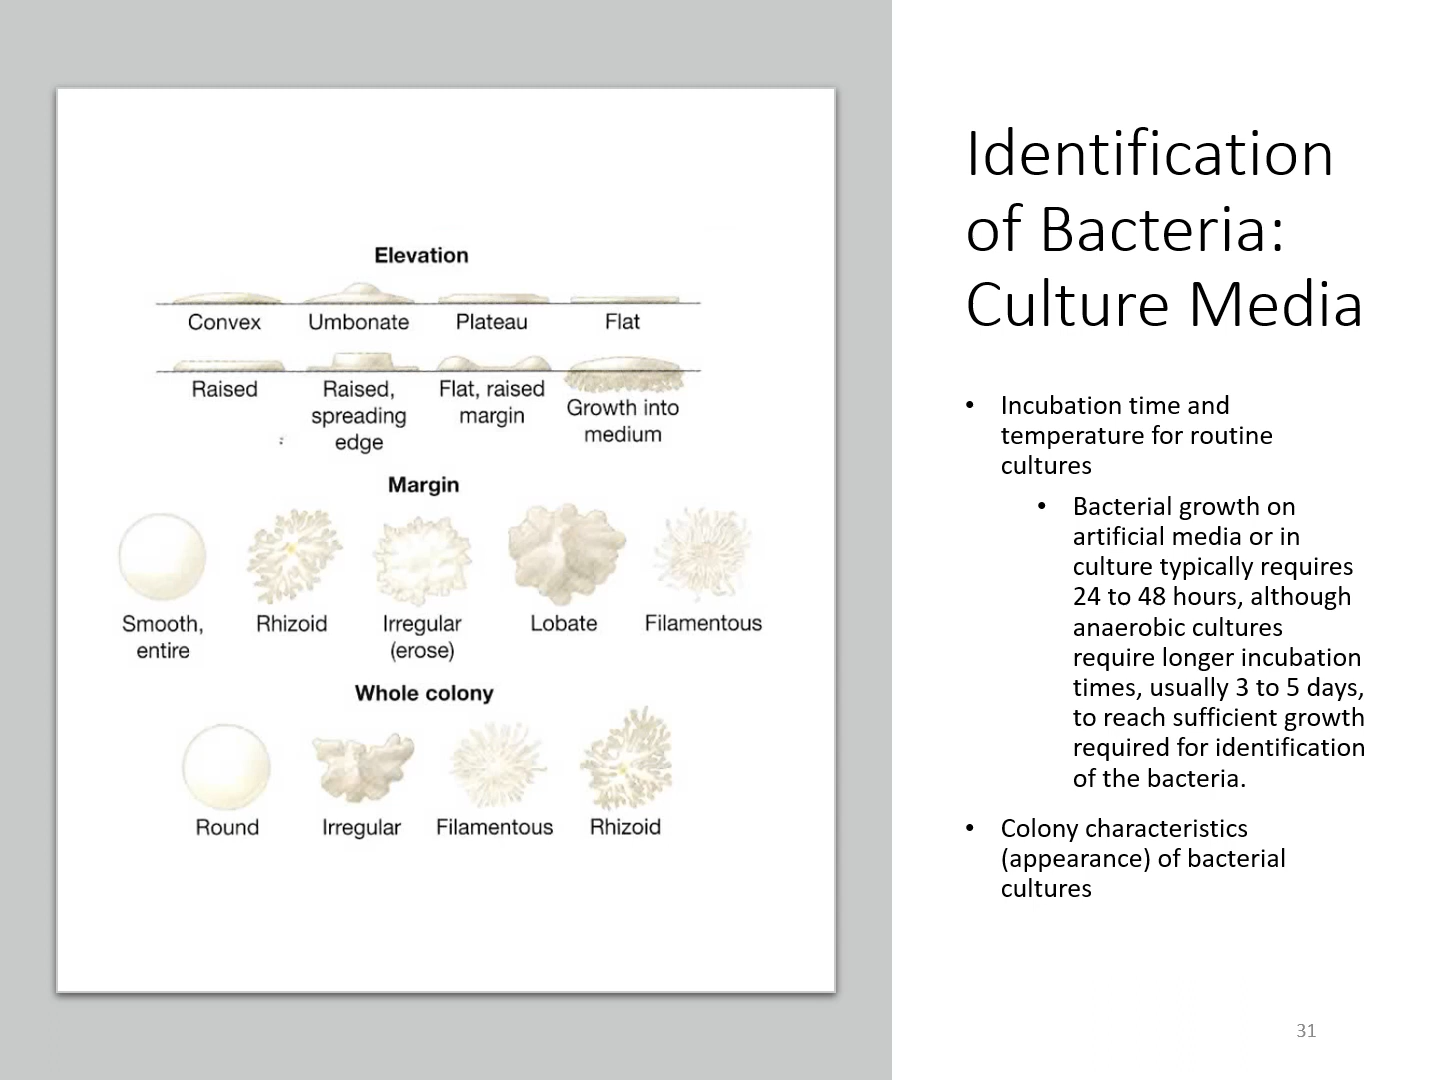 Elevation
Convex Umbonate Plateau Flat
Raised Raised, spreading edge Flat, raised margin Growth into medium
Margin
Smooth, entire Rhizoid Irregular (erose) Lobate Filamentous
Whole colony
Round Irregular Filamentous Rhizoid
Identification
of Bacteria:
Culture Media
• Incubation time and
temperature for routine
cultures
• Bacterial growth on
artificial media or in
culture typically requires
24 to 48 hours, although
anaerobic cultures
require longer incubation
times, usually 3 to 5 days,
to reach sufficient growth
required for identification
of the bacteria.
• Colony characteristics
(appearance) of bacterial
cultures
31